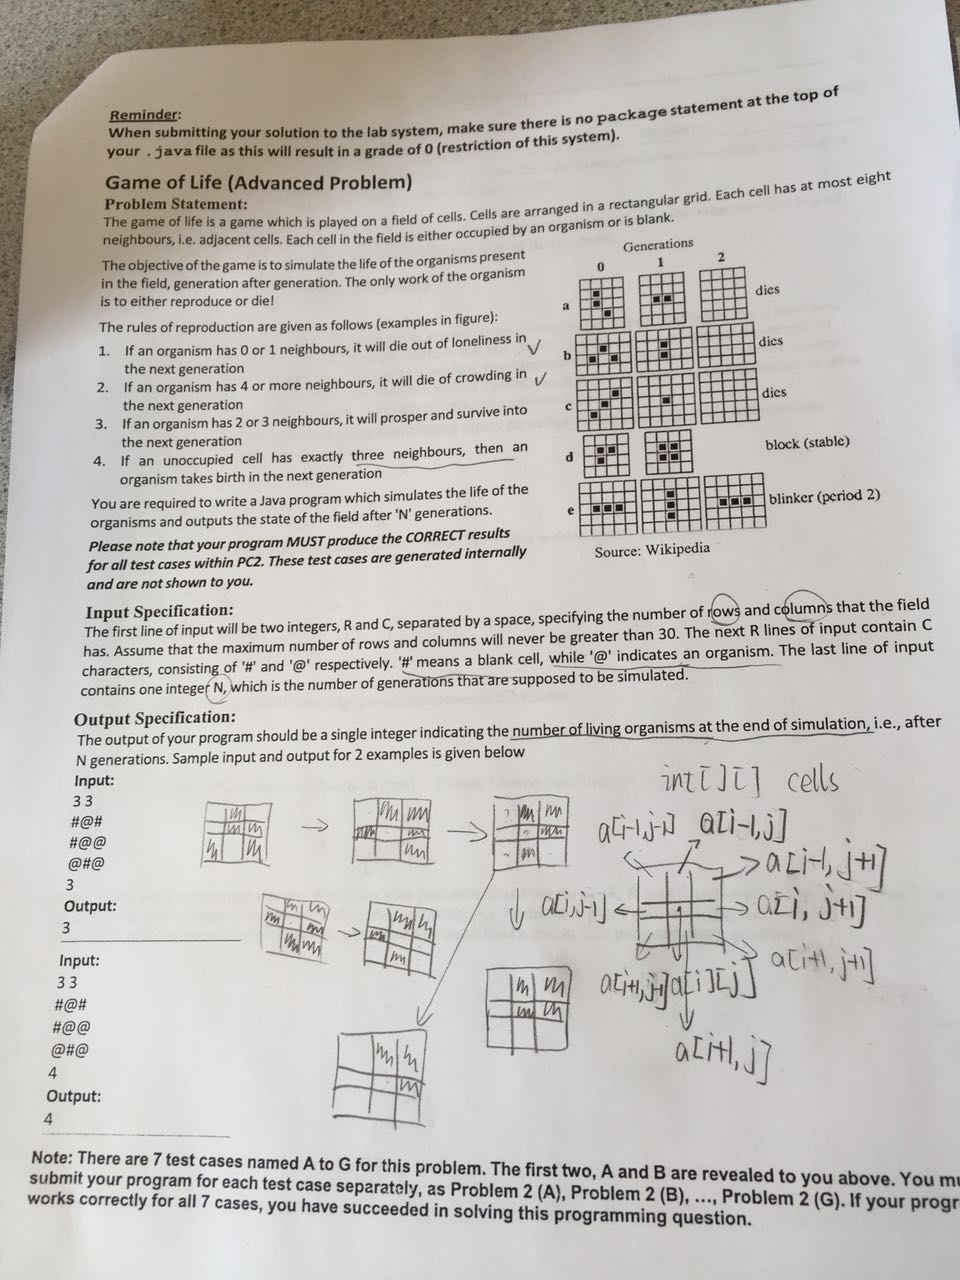 Reminder:
When submitting your solution to the lab system, make sure there is no package statement at the top of
your .java file as this will result in a grade of 0 (restriction of this system).
Game of Life (Advanced Problem)
Problem Statement:
The game of life is a game which is played on a field of cells. Cells are arranged in a rectangular grid. Each cell has at most eight
neighbours, i.e. adjacent cells. Each cell in the field is either occupied by an organism or is blank.
The objective of the game is to simulate the life of the organisms present
in the field, generation after generation. The only work of the organism
is to either reproduce or die!
The rules of reproduction are given as follows (examples in figure):
1. If an organism has 0 or 1 neighbours, it will die out of loneliness in
the next generation
2. If an organism has 4 or more neighbours, it will die of crowding in
the next generation
3. If an organism has 2 or 3 neighbours, it will prosper and survive into
the next generation
4. If an unoccupied cell has exactly three neighbours, then an
organism takes birth in the next generation
You are required to write a Java program which simulates the life of the
organisms and outputs the state of the field after 'N' generations.
Please note that your program MUST produce the CORRECT results
for all test cases within PC2. These test cases are generated internally
and are not shown to you.
Generations
0 1 2
a dies
b dies
c dies
d block (stable)
e blinker (period 2)
Source: Wikipedia
Input Specification:
The first line of input will be two integers, R and C, separated by a space, specifying the number of rows and columns that the field
has. Assume that the maximum number of rows and columns will never be greater than 30. The next R lines of input contain C
characters, consisting of '#' and '@' respectively. '#' means a blank cell, while '@' indicates an organism. The last line of input
contains one integer N, which is the number of generations that are supposed to be simulated.
Output Specification:
The output of your program should be a single integer indicating the number of living organisms at the end of simulation, i.e., after
N generations. Sample input and output for 2 examples is given below
Input:
3 3
#@#
#@@
@#@
3
Output:
3
Input:
3 3
#@#
#@@
@#@
4
Output:
4
int[][] cells
a[i-1,j-1] a[i-1,j]
a[i-1, j+1]
a[i,j-1] a[i, j+1]
a[i+1, j+1]
a[i+1,j-1] a[i][j]
a[i+1, j]
Note: There are 7 test cases named A to G for this problem. The first two, A and B are revealed to you above. You mu
submit your program for each test case separately, as Problem 2 (A), Problem 2 (B), ..., Problem 2 (G). If your progr
works correctly for all 7 cases, you have succeeded in solving this programming question.